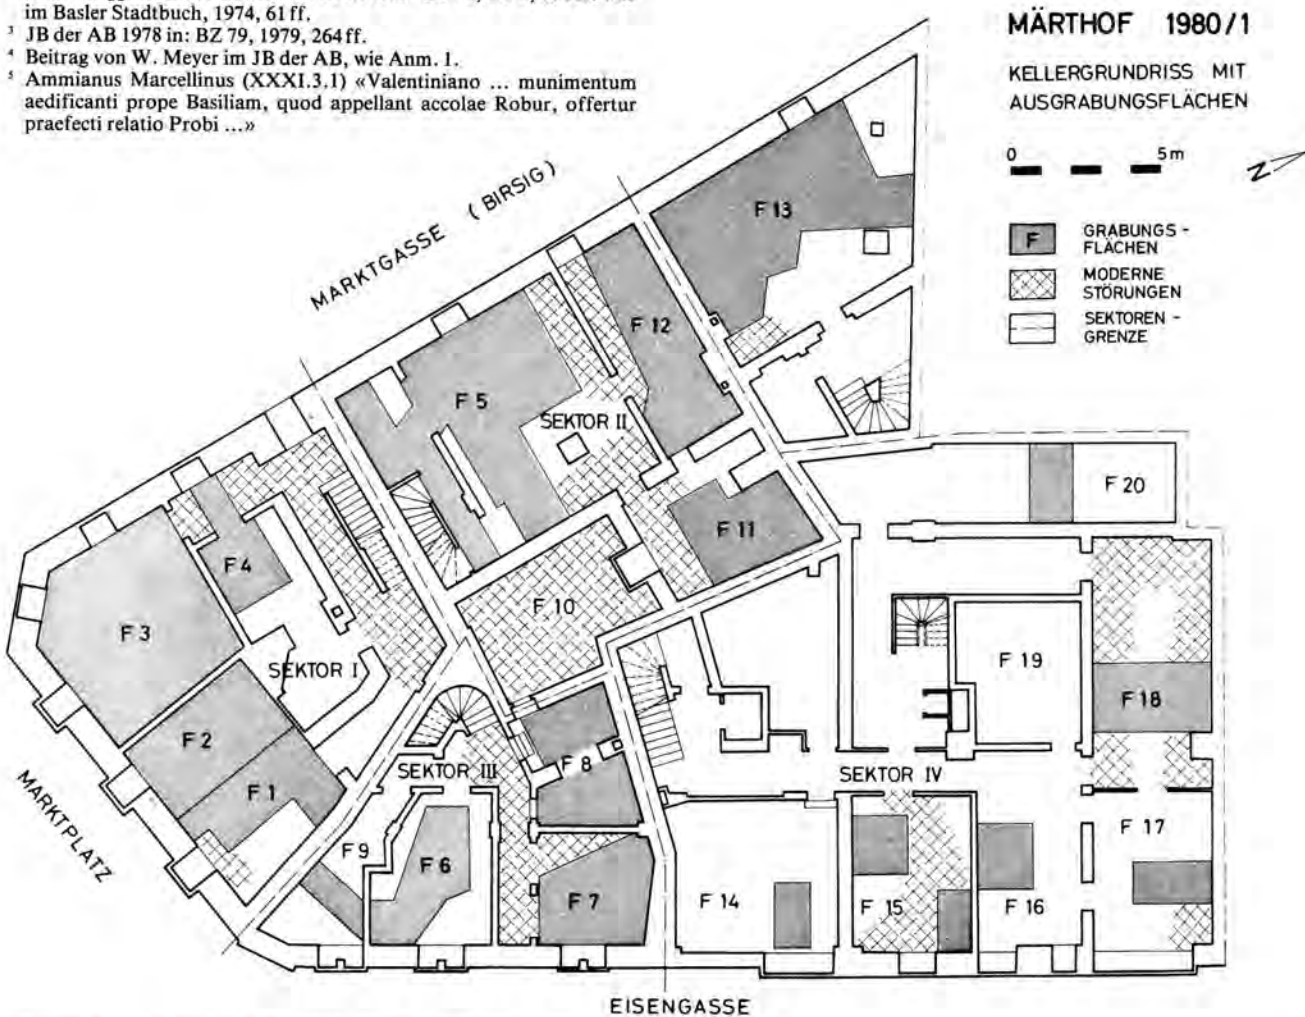 im Basler Stadtbuch, 1974, 61 ff.
³ JB der AB 1978 in: BZ 79, 1979, 264 ff.
⁴ Beitrag von W. Meyer im JB der AB, wie Anm. 1.
⁵ Ammianus Marcellinus (XXXI.3.1) «Valentiniano ... munimentum
aedificanti prope Basiliam, quod appellant accolae Robur, offertur
praefecti relatio Probi ...»
MÄRTHOF 1980/1
KELLERGRUNDRISS MIT
AUSGRABUNGSFLÄCHEN
0 5m
N
F GRABUNGS-
FLÄCHEN
MODERNE
STÖRUNGEN
SEKTOREN-
GRENZE
MARKTGASSE (BIRSIG)
F 13
F 12
F 5
SEKTOR II
F 20
F 11
F 4
F 10
F 3
SEKTOR I
F 19
F 18
F 2
F 8
SEKTOR III
SEKTOR IV
F 1
MARKTPLATZ
F 17
F 9
F 6
F 7
F 14
F 15
F 16
EISENGASSE